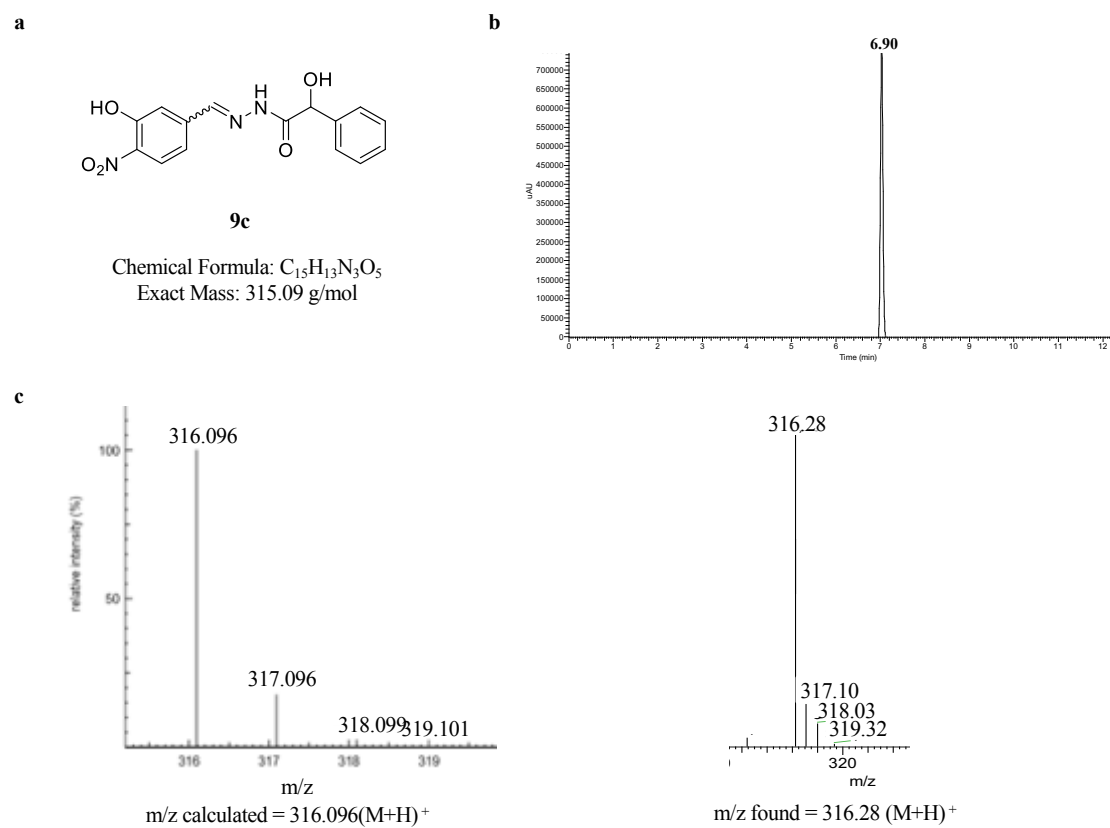 a
HO
O₂N
N
H
N
O
OH
9c
Chemical Formula: C₁₅H₁₃N₃O₅
Exact Mass: 315.09 g/mol
b
6.90
700000
650000
600000
550000
500000
450000
400000
350000
300000
250000
200000
150000
100000
50000
0
uAU
0 1 2 3 4 5 6 7 8 9 10 11 12
Time (min)
c
316.096
100
relative intensity (%)
50
317.096
318.099
319.101
316 317 318 319
m/z
m/z calculated = 316.096(M+H)⁺
316.28
317.10
318.03
319.32
320
m/z
m/z found = 316.28 (M+H)⁺